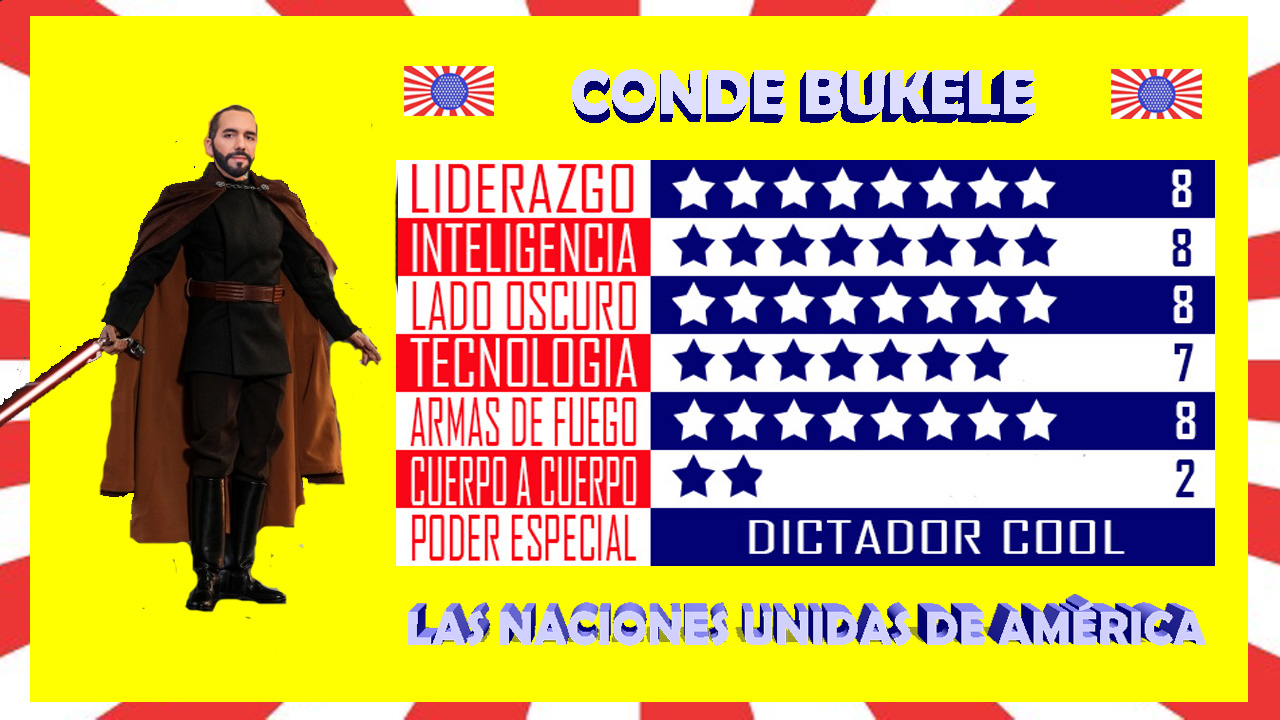 CONDE BUKELE
LIDERAZGO 8
INTELIGENCIA 8
LADO OSCURO 8
TECNOLOGIA 7
ARMAS DE FUEGO 8
CUERPO A CUERPO 2
PODER ESPECIAL DICTADOR COOL
LAS NACIONES UNIDAS DE AMÉRICA